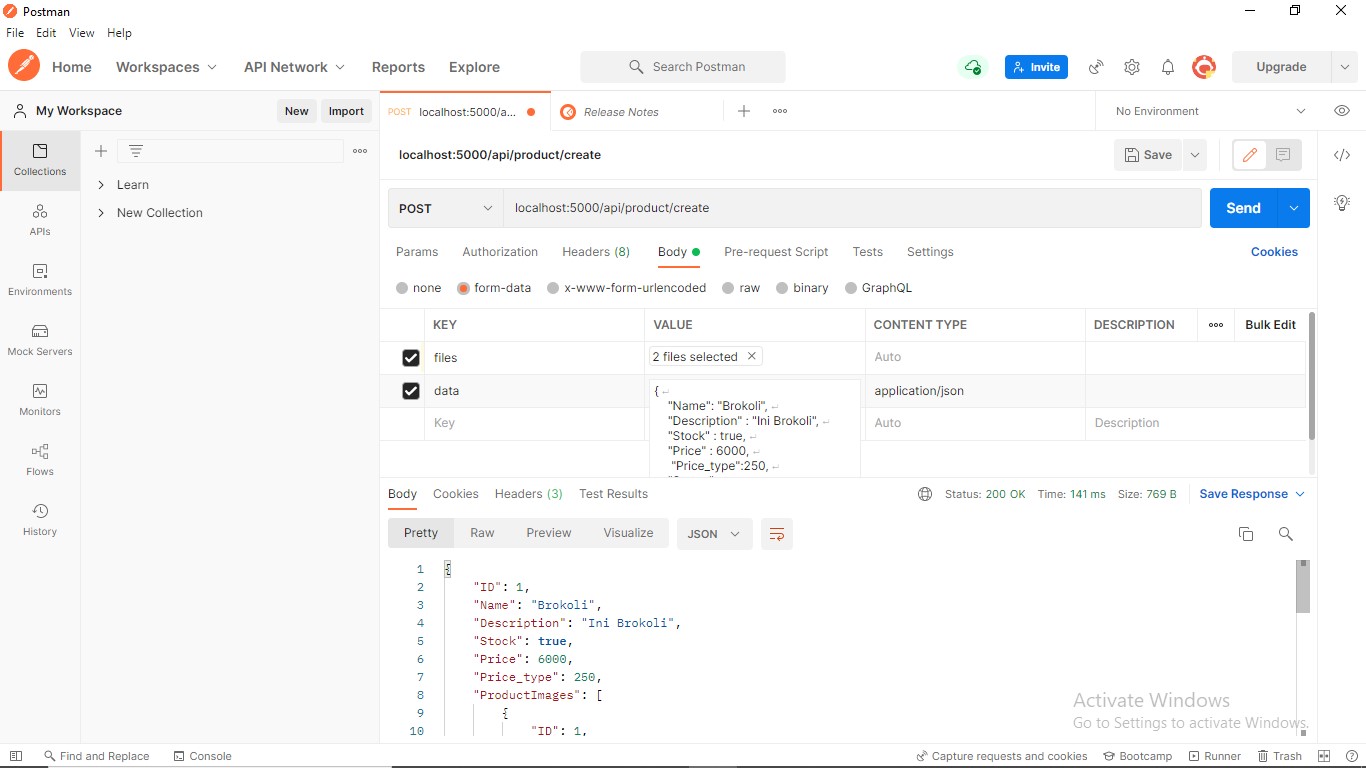 Postman
File Edit View Help
Home Workspaces API Network Reports Explore Search Postman Invite Upgrade
My Workspace New Import POST localhost:5000/a... Release Notes No Environment
Collections
APIs
Environments
Mock Servers
Monitors
Flows
History
Learn
New Collection
localhost:5000/api/product/create Save
POST localhost:5000/api/product/create Send
Params Authorization Headers (8) Body Pre-request Script Tests Settings Cookies
none form-data x-www-form-urlencoded raw binary GraphQL
KEY VALUE CONTENT TYPE DESCRIPTION Bulk Edit
files 2 files selected Auto
data { application/json
"Name": "Brokoli",
"Description" : "Ini Brokoli",
"Stock" : true,
"Price" : 6000,
"Price_type":250,
Key Auto Description
Body Cookies Headers (3) Test Results Status: 200 OK Time: 141 ms Size: 769 B Save Response
Pretty Raw Preview Visualize JSON
1 {
2 "ID": 1,
3 "Name": "Brokoli",
4 "Description": "Ini Brokoli",
5 "Stock": true,
6 "Price": 6000,
7 "Price_type": 250,
8 "ProductImages": [
9 {
10 "ID": 1,
Activate Windows
Go to Settings to activate Windows.
Find and Replace Console Capture requests and cookies Bootcamp Runner Trash